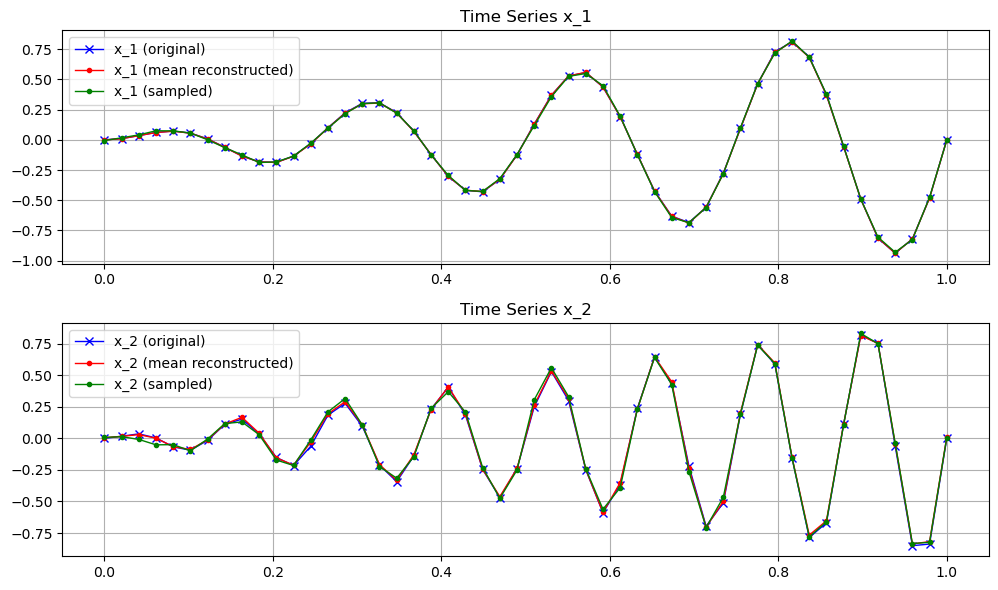 Time Series x_1
x_1 (original)
x_1 (mean reconstructed)
x_1 (sampled)
0.75
0.50
0.25
0.00
−0.25
−0.50
−0.75
−1.00
0.0 0.2 0.4 0.6 0.8 1.0
Time Series x_2
x_2 (original)
x_2 (mean reconstructed)
x_2 (sampled)
0.75
0.50
0.25
0.00
−0.25
−0.50
−0.75
0.0 0.2 0.4 0.6 0.8 1.0